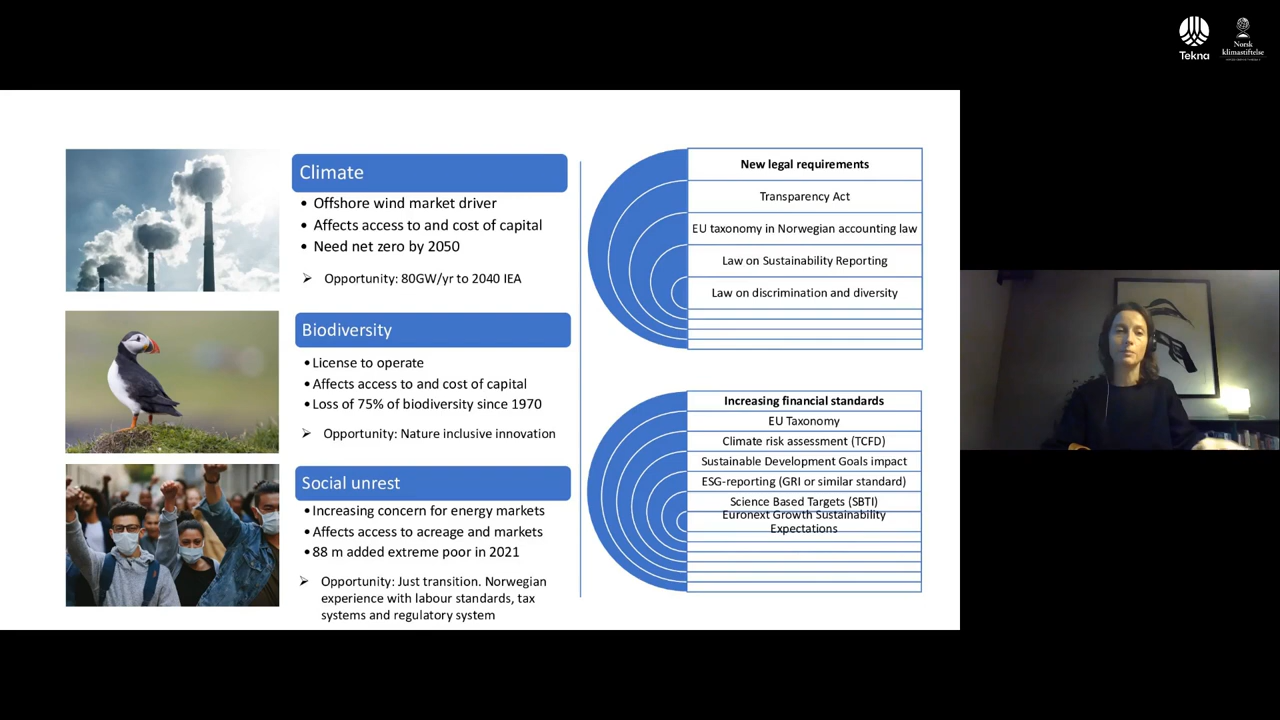 Tekna
Norsk
klimastiftelse
Climate
• Offshore wind market driver
• Affects access to and cost of capital
• Need net zero by 2050
➢ Opportunity: 80GW/yr to 2040 IEA
Biodiversity
•License to operate
•Affects access to and cost of capital
•Loss of 75% of biodiversity since 1970
➢ Opportunity: Nature inclusive innovation
Social unrest
•Increasing concern for energy markets
•Affects access to acreage and markets
•88 m added extreme poor in 2021
➢ Opportunity: Just transition. Norwegian
experience with labour standards, tax
systems and regulatory system
New legal requirements
Transparency Act
EU taxonomy in Norwegian accounting law
Law on Sustainability Reporting
Law on discrimination and diversity
Increasing financial standards
EU Taxonomy
Climate risk assessment (TCFD)
Sustainable Development Goals impact
ESG-reporting (GRI or similar standard)
Science Based Targets (SBTI)
Euronext Growth Sustainability
Expectations